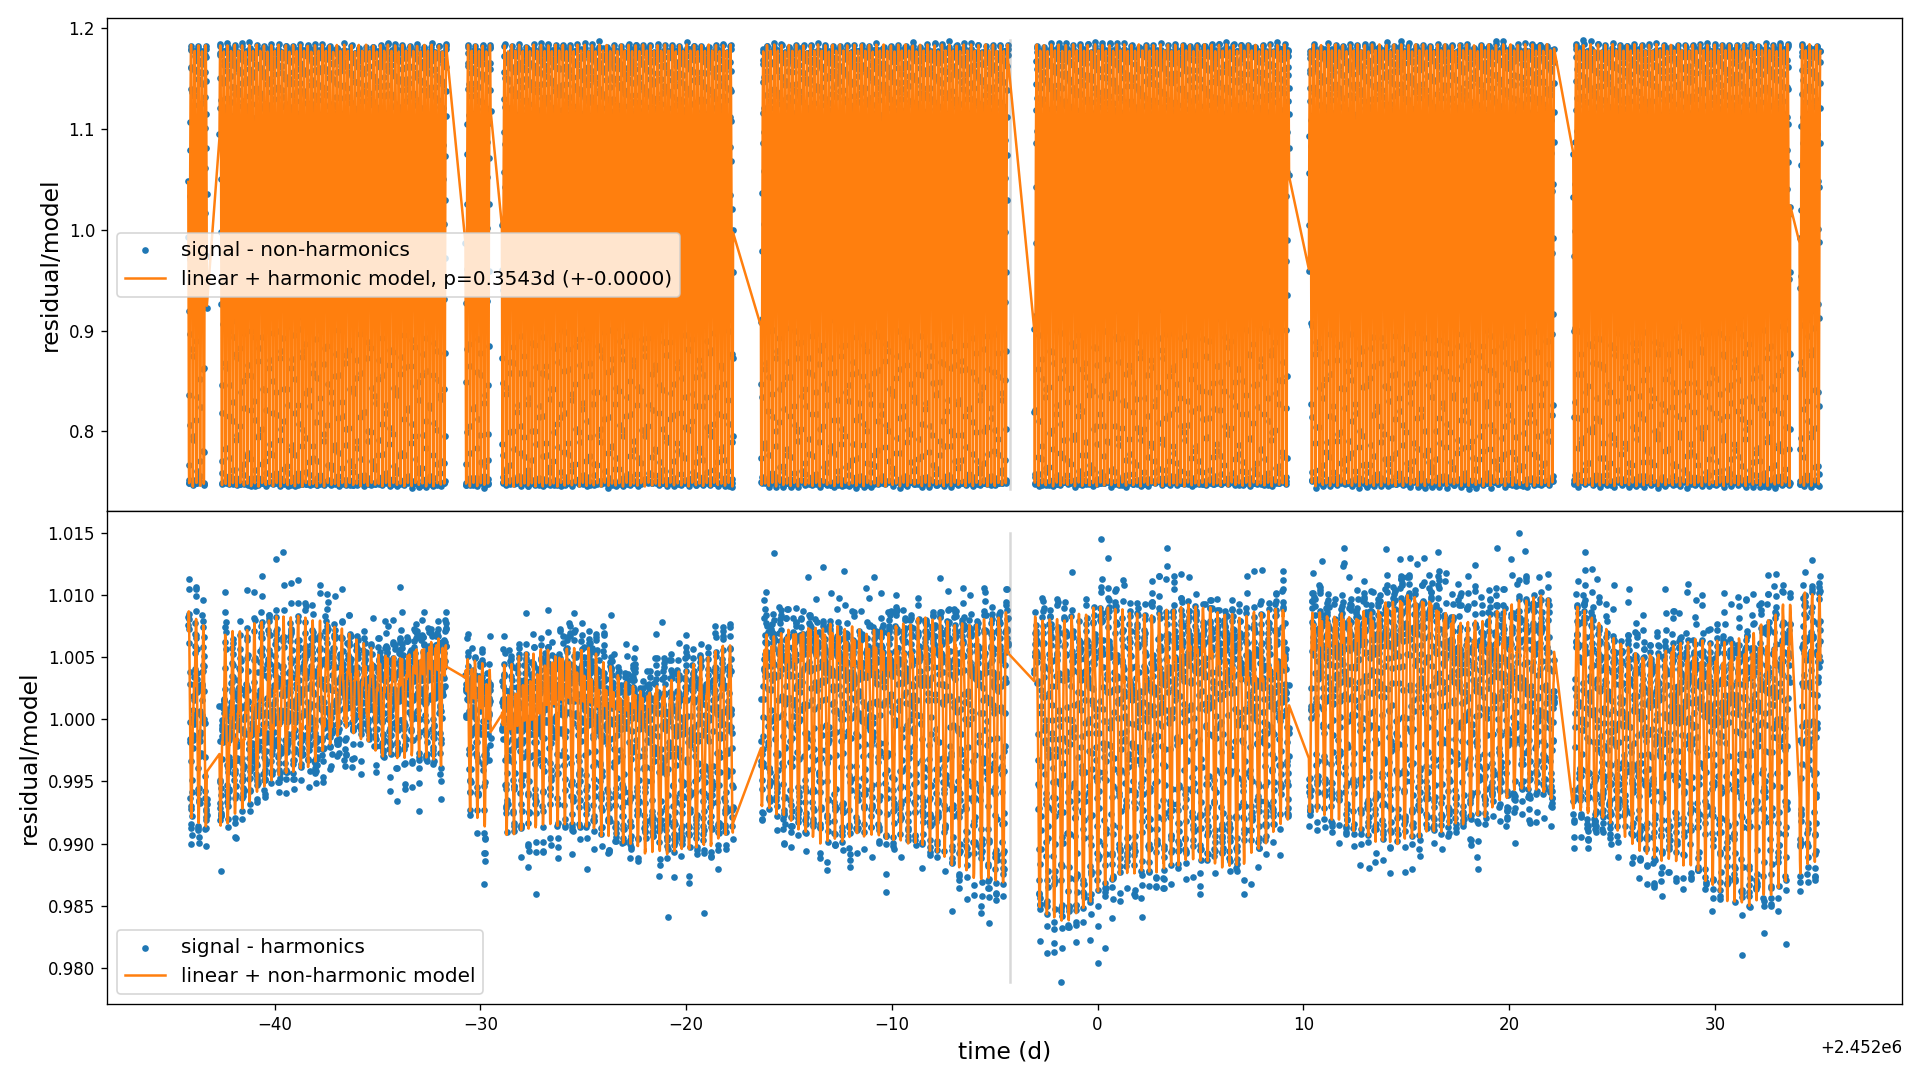 1.2
1.1
1.0
0.9
0.8
residual/model
signal - non-harmonics
linear + harmonic model, p=0.3543d (+-0.0000)
1.015
1.010
1.005
1.000
0.995
0.990
0.985
0.980
residual/model
signal - harmonics
linear + non-harmonic model
−40 −30 −20 −10 0 10 20 30
time (d)
+2.452e6